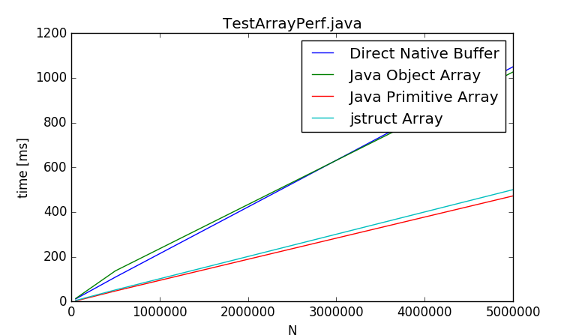 TestArrayPerf.java
1200
1000
800
600
400
200
0
time [ms]
Direct Native Buffer
Java Object Array
Java Primitive Array
jstruct Array
0 1000000 2000000 3000000 4000000 5000000
N